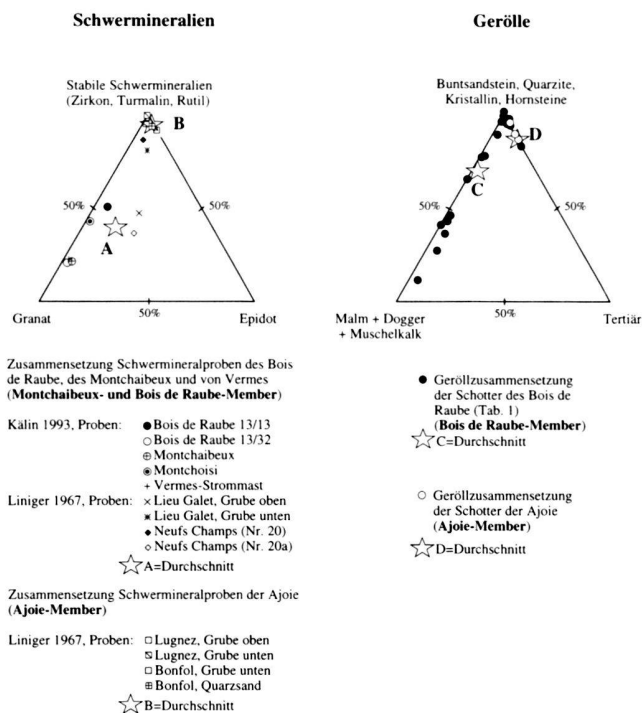 Schwermineralien
Stabile Schwermineralien
(Zirkon, Turmalin, Rutil)
B
50%
50%
A
Granat
50%
Epidot
Gerölle
Buntsandstein, Quarzite,
Kristallin, Hornsteine
D
C
50%
50%
Malm + Dogger
+ Muschelkalk
50%
Tertiär
Zusammensetzung Schwermineralproben des Bois
de Raube, des Montchaibeux und von Vermes
(Montchaibeux- und Bois de Raube-Member)
Kälin 1993, Proben:
Bois de Raube 13/13
Bois de Raube 13/32
Montchaibeux
Montchoisi
Vermes-Strommast
Liniger 1967, Proben:
Lieu Galet, Grube oben
Lieu Galet, Grube unten
Neufs Champs (Nr. 20)
Neufs Champs (Nr. 20a)
A=Durchschnitt
Zusammensetzung Schwermineralproben der Ajoie
(Ajoie-Member)
Liniger 1967, Proben:
Lugnez, Grube oben
Lugnez, Grube unten
Bonfol, Grube unten
Bonfol, Quarzsand
B=Durchschnitt
Geröllzusammensetzung
der Schotter des Bois de
Raube (Tab. 1)
(Bois de Raube-Member)
C=Durchschnitt
Geröllzusammensetzung
der Schotter der Ajoie
(Ajoie-Member)
D=Durchschnitt